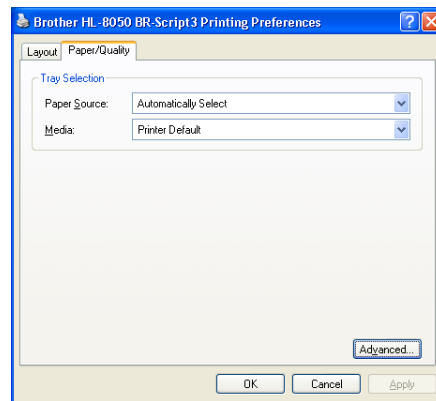 Brother HL-8050 BR-Script3 Printing Preferences
Layout Paper/Quality
Tray Selection
Paper Source: Automatically Select
Media: Printer Default
Advanced...
OK Cancel Apply